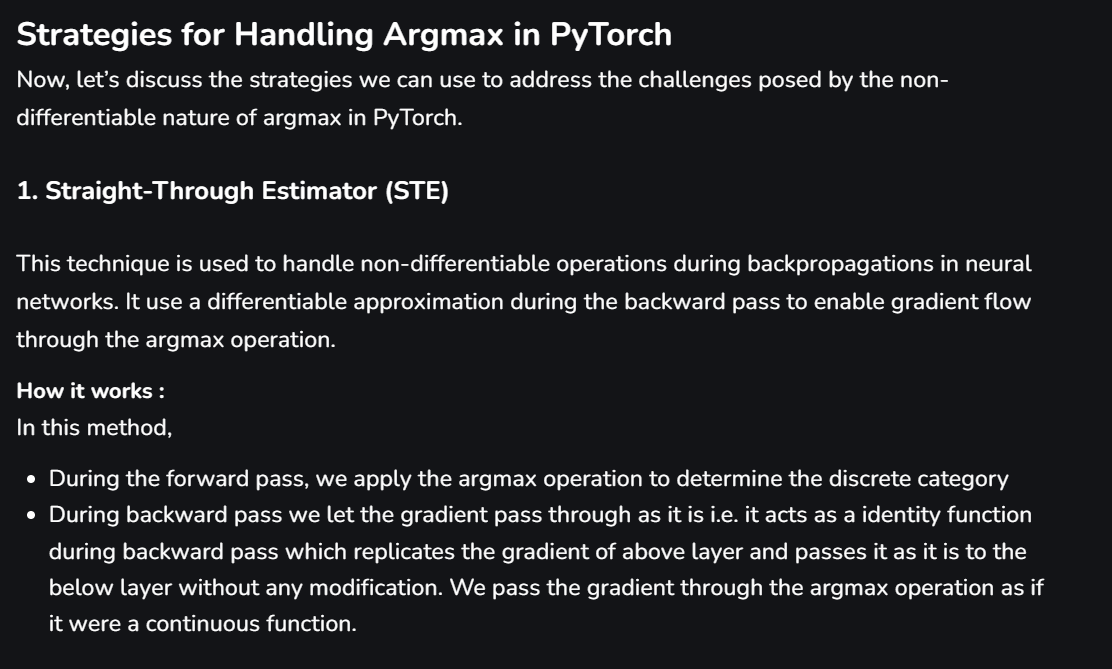 Strategies for Handling Argmax in PyTorch
Now, let’s discuss the strategies we can use to address the challenges posed by the non-
differentiable nature of argmax in PyTorch.
1. Straight-Through Estimator (STE)
This technique is used to handle non-differentiable operations during backpropagations in neural
networks. It use a differentiable approximation during the backward pass to enable gradient flow
through the argmax operation.
How it works :
In this method,
• During the forward pass, we apply the argmax operation to determine the discrete category
• During backward pass we let the gradient pass through as it is i.e. it acts as a identity function
during backward pass which replicates the gradient of above layer and passes it as it is to the
below layer without any modification. We pass the gradient through the argmax operation as if
it were a continuous function.